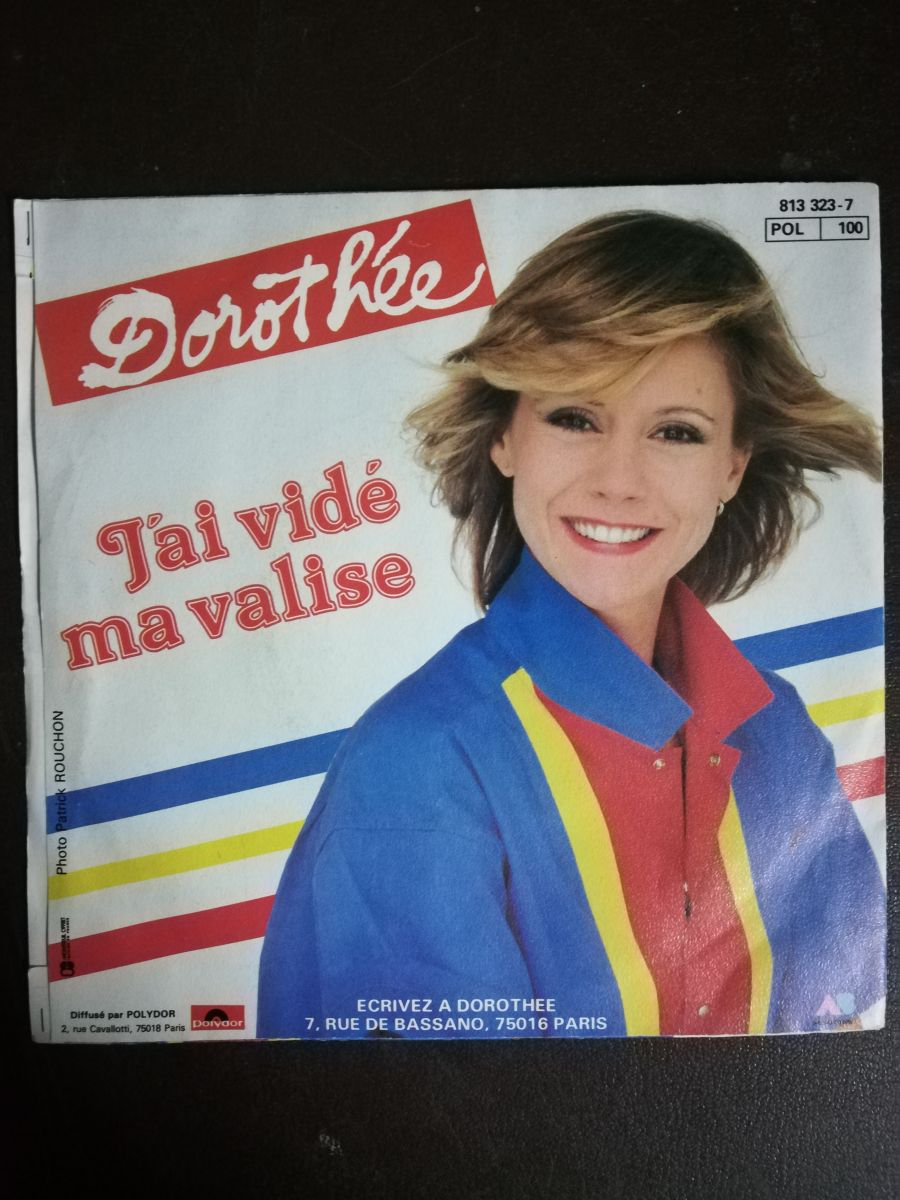 813 323-7
POL 100
Dorothée
J'ai vidé
ma valise
Photo Patrick ROUCHON
Diffusé par POLYDOR
2, rue Cavallotti, 75018 Paris
polydor
ECRIVEZ A DOROTHEE
7, RUE DE BASSANO, 75016 PARIS
AB